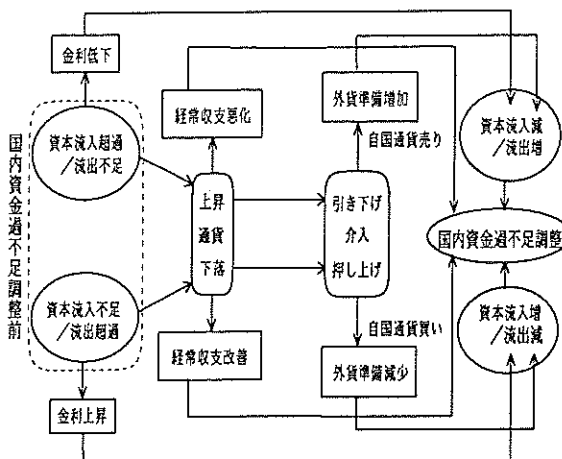 金利低下
国内資金過不足調整前
資本流入超過
/流出不足
経常収支悪化
外貨準備増加
自国通貨売り
資本流入減
/流出増
上昇
通貨
下落
引き下げ
介入
押し上げ
国内資金過不足調整
資本流入不足
/流出超過
経常収支改善
自国通貨買い
外貨準備減少
資本流入増
/流出減
金利上昇